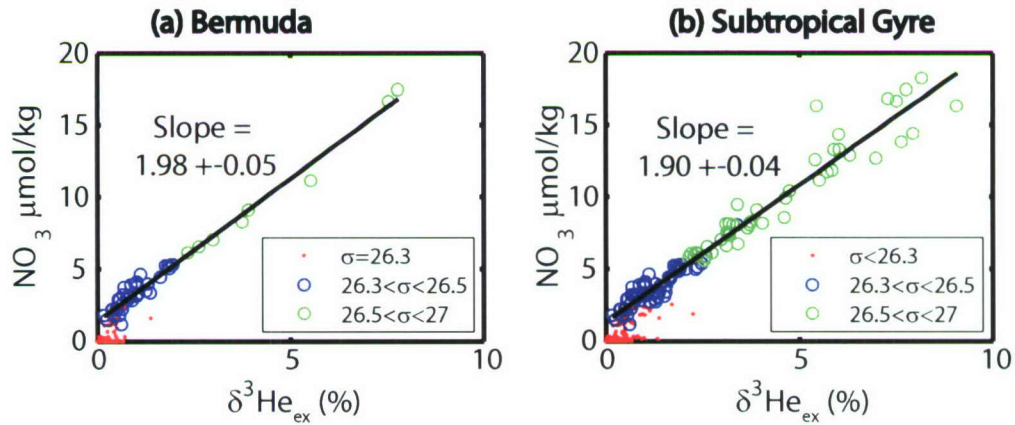 (a) Bermuda
20
15
10
5
0
NO3 μmol/kg
Slope =
1.98 +-0.05
σ=26.3
26.3<σ<26.5
26.5<σ<27
0 5 10
δ³Heex (%)
(b) Subtropical Gyre
20
15
10
5
0
NO3 μmol/kg
Slope =
1.90 +-0.04
σ<26.3
26.3<σ<26.5
26.5<σ<27
0 5 10
δ³Heex (%)